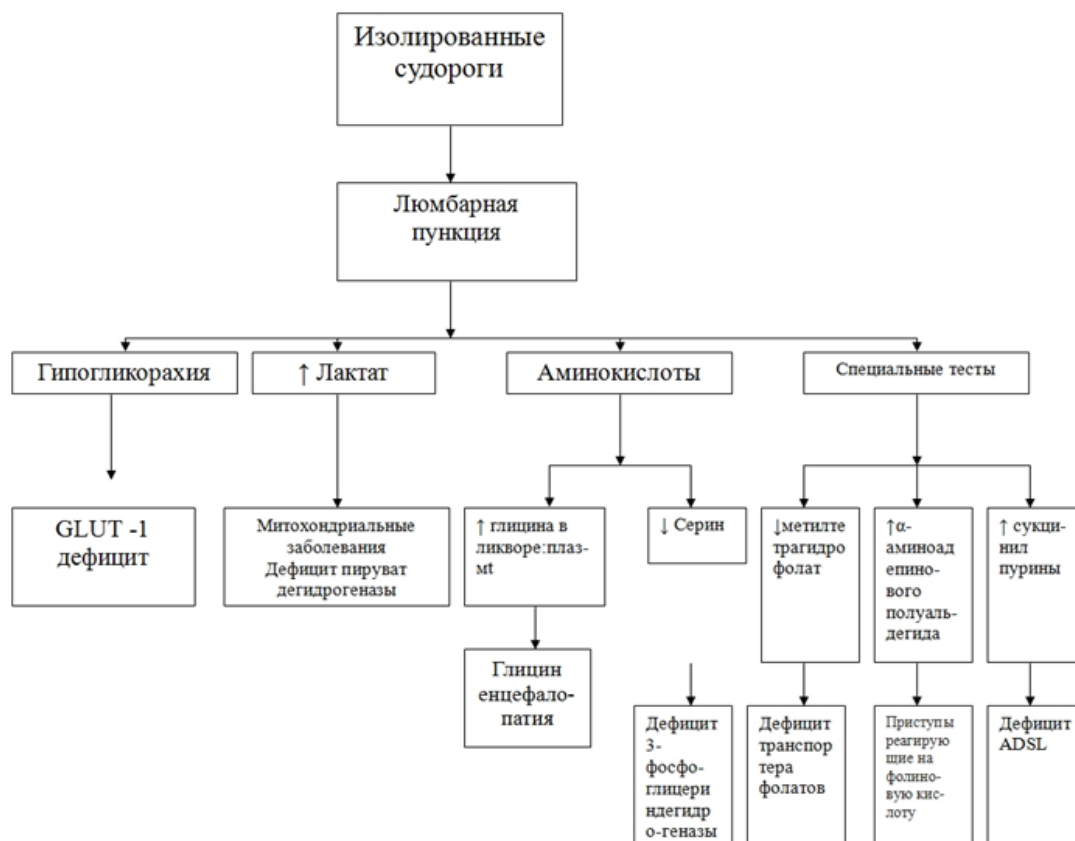 Изолированные
судороги
Люмбарная
пункция
Гипогликорахия
↑ Лактат
Аминокислоты
Специальные тесты
GLUT -1
дефицит
Митохондриальные
заболевания
Дефицит пируват
дегидрогеназы
↑ глицина в
ликворе:плаз-
мt
↓ Серин
↓метилте
трагидро
фолат
↑α-
аминоад
епино-
вого
полуаль-
дегида
↑ сукци-
нил
пурины
Глицин
енцефало-
патия
Дефицит
3-
фосфо-
глицери
ндегидр
о-геназы
Дефицит
транспор
тера
фолатов
Приступы
реагирую
щие на
фолино-
вую кис-
лоту
Дефицит
ADSL